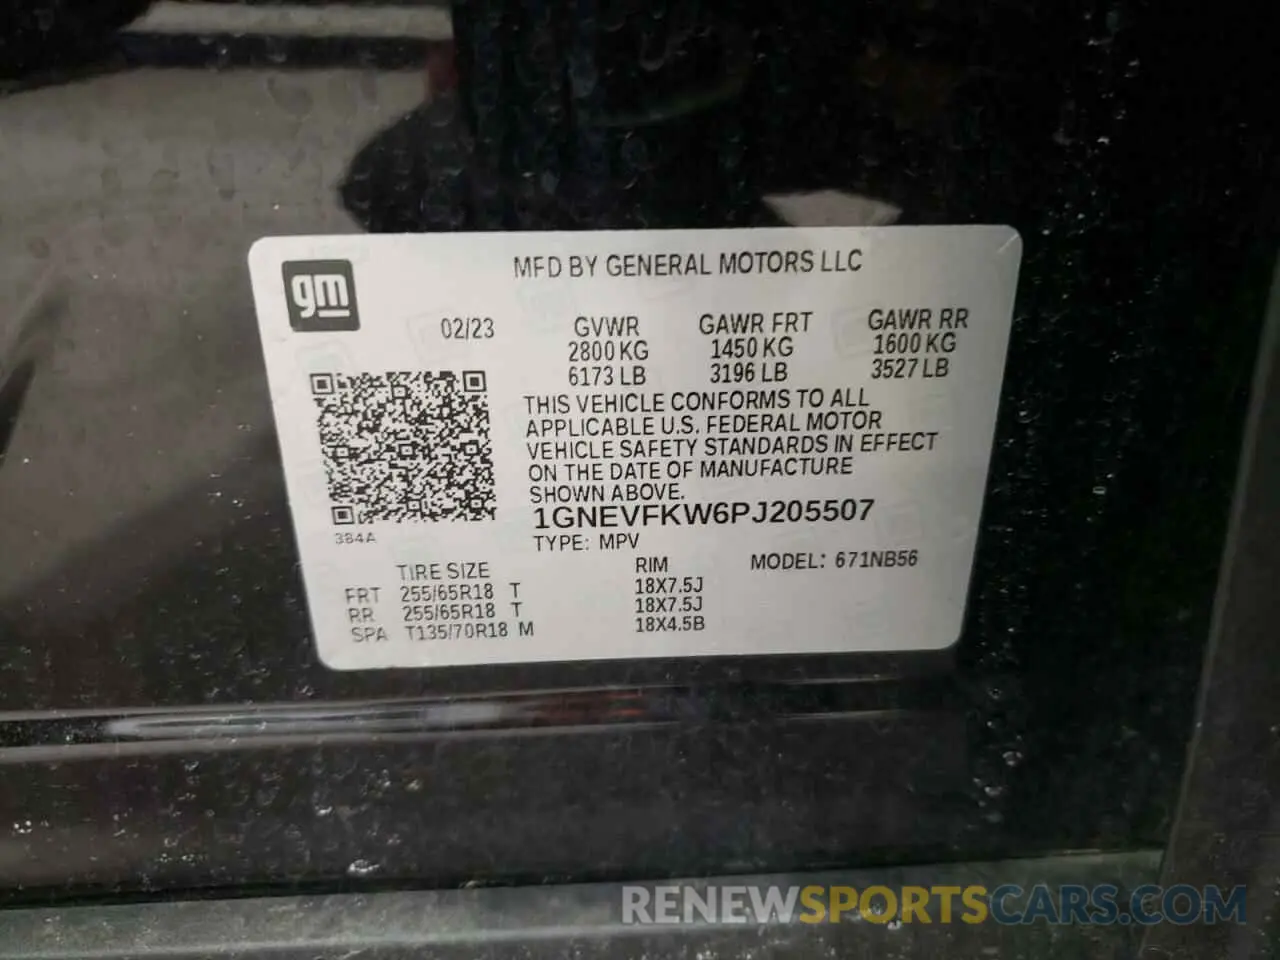 gm
MFD BY GENERAL MOTORS LLC
02/23 GVWR GAWR FRT GAWR RR
2800 KG 1450 KG 1600 KG
6173 LB 3196 LB 3527 LB
THIS VEHICLE CONFORMS TO ALL
APPLICABLE U.S. FEDERAL MOTOR
VEHICLE SAFETY STANDARDS IN EFFECT
ON THE DATE OF MANUFACTURE
SHOWN ABOVE.
1GNEVFKW6PJ205507
384A
TYPE: MPV MODEL: 671NB56
TIRE SIZE RIM
FRT 255/65R18 T 18X7.5J
RR 255/65R18 T 18X7.5J
SPA T135/70R18 M 18X4.5B
RENEWSPORTSCARS.COM